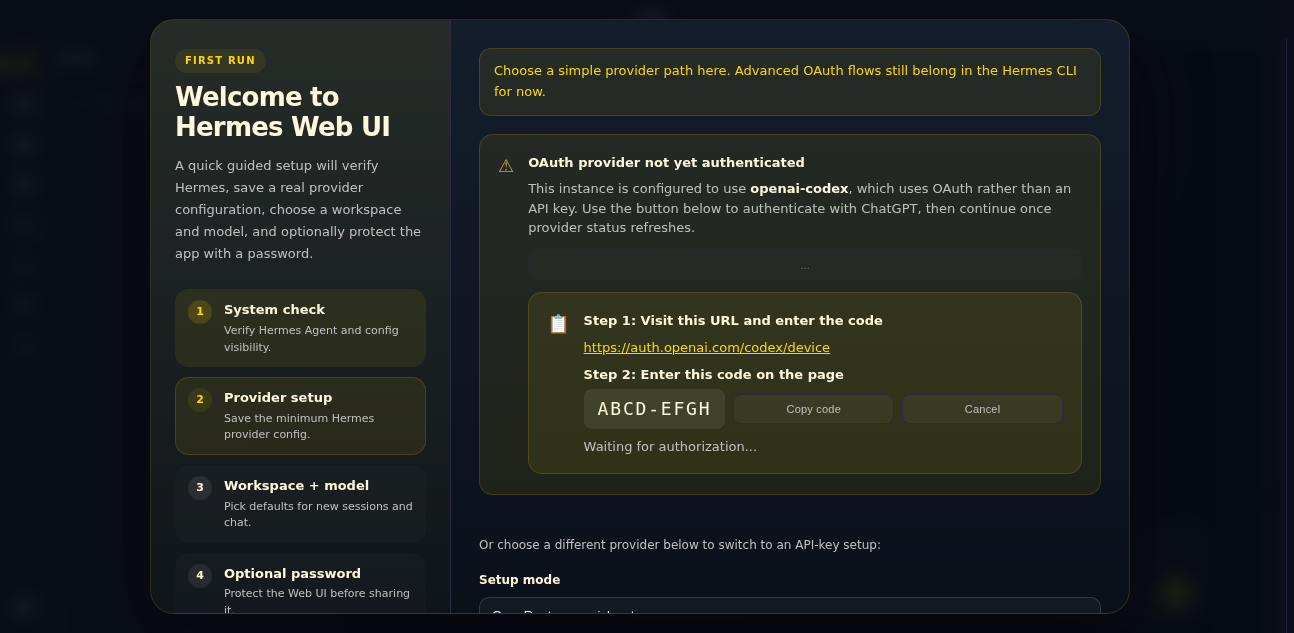 FIRST RUN
Welcome to
Hermes Web UI
A quick guided setup will verify
Hermes, save a real provider
configuration, choose a workspace
and model, and optionally protect the
app with a password.
1
System check
Verify Hermes Agent and config
visibility.
2
Provider setup
Save the minimum Hermes
provider config.
3
Workspace + model
Pick defaults for new sessions and
chat.
4
Optional password
Protect the Web UI before sharing
it.
Choose a simple provider path here. Advanced OAuth flows still belong in the Hermes CLI
for now.
OAuth provider not yet authenticated
This instance is configured to use openai-codex, which uses OAuth rather than an
API key. Use the button below to authenticate with ChatGPT, then continue once
provider status refreshes.
...
Step 1: Visit this URL and enter the code
https://auth.openai.com/codex/device
Step 2: Enter this code on the page
ABCD-EFGH
Copy code
Cancel
Waiting for authorization...
Or choose a different provider below to switch to an API-key setup:
Setup mode